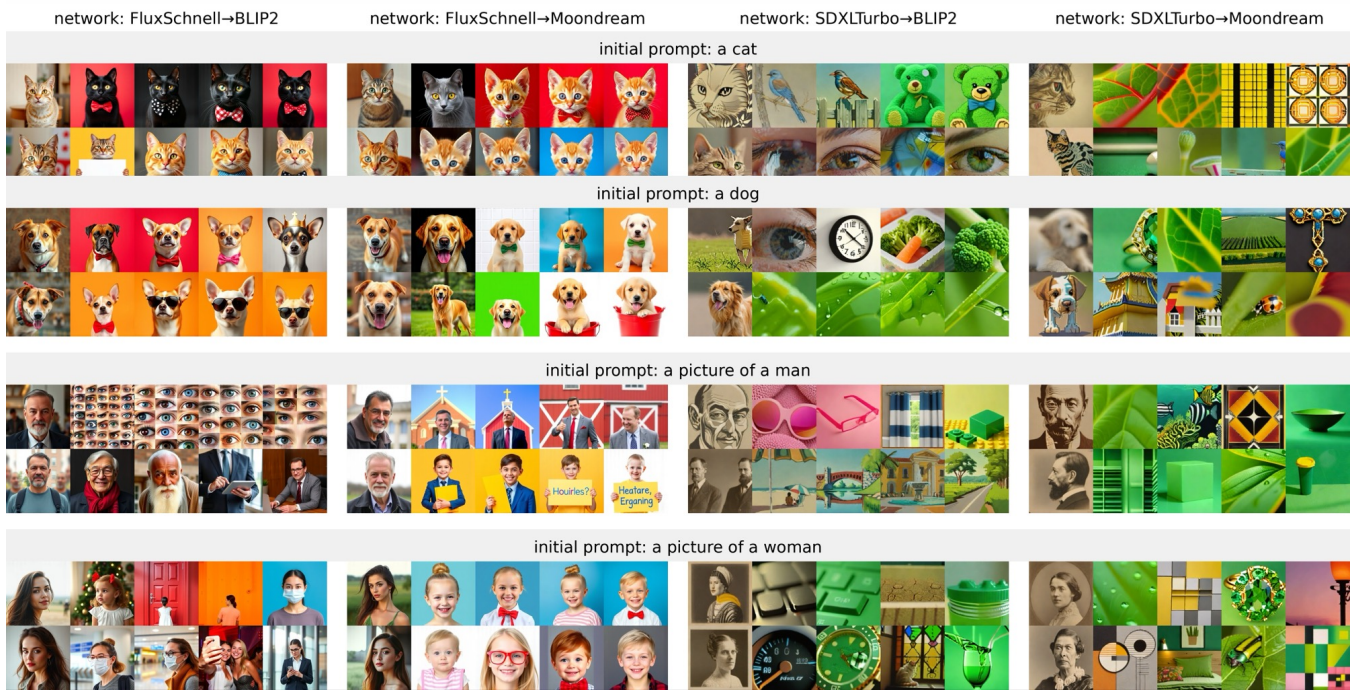 network: FluxSchnell→BLIP2
network: FluxSchnell→Moondream
network: SDXLTurbo→BLIP2
network: SDXLTurbo→Moondream
initial prompt: a cat
initial prompt: a dog
initial prompt: a picture of a man
Houiries?
Heatare,
Erganing
initial prompt: a picture of a woman